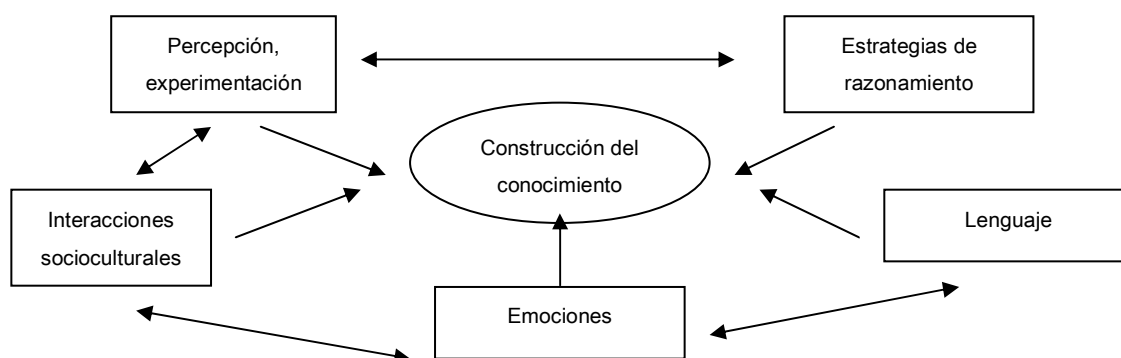 Percepción,
experimentación
Estrategias de
razonamiento
Construcción del
conocimiento
Interacciones
socioculturales
Lenguaje
Emociones